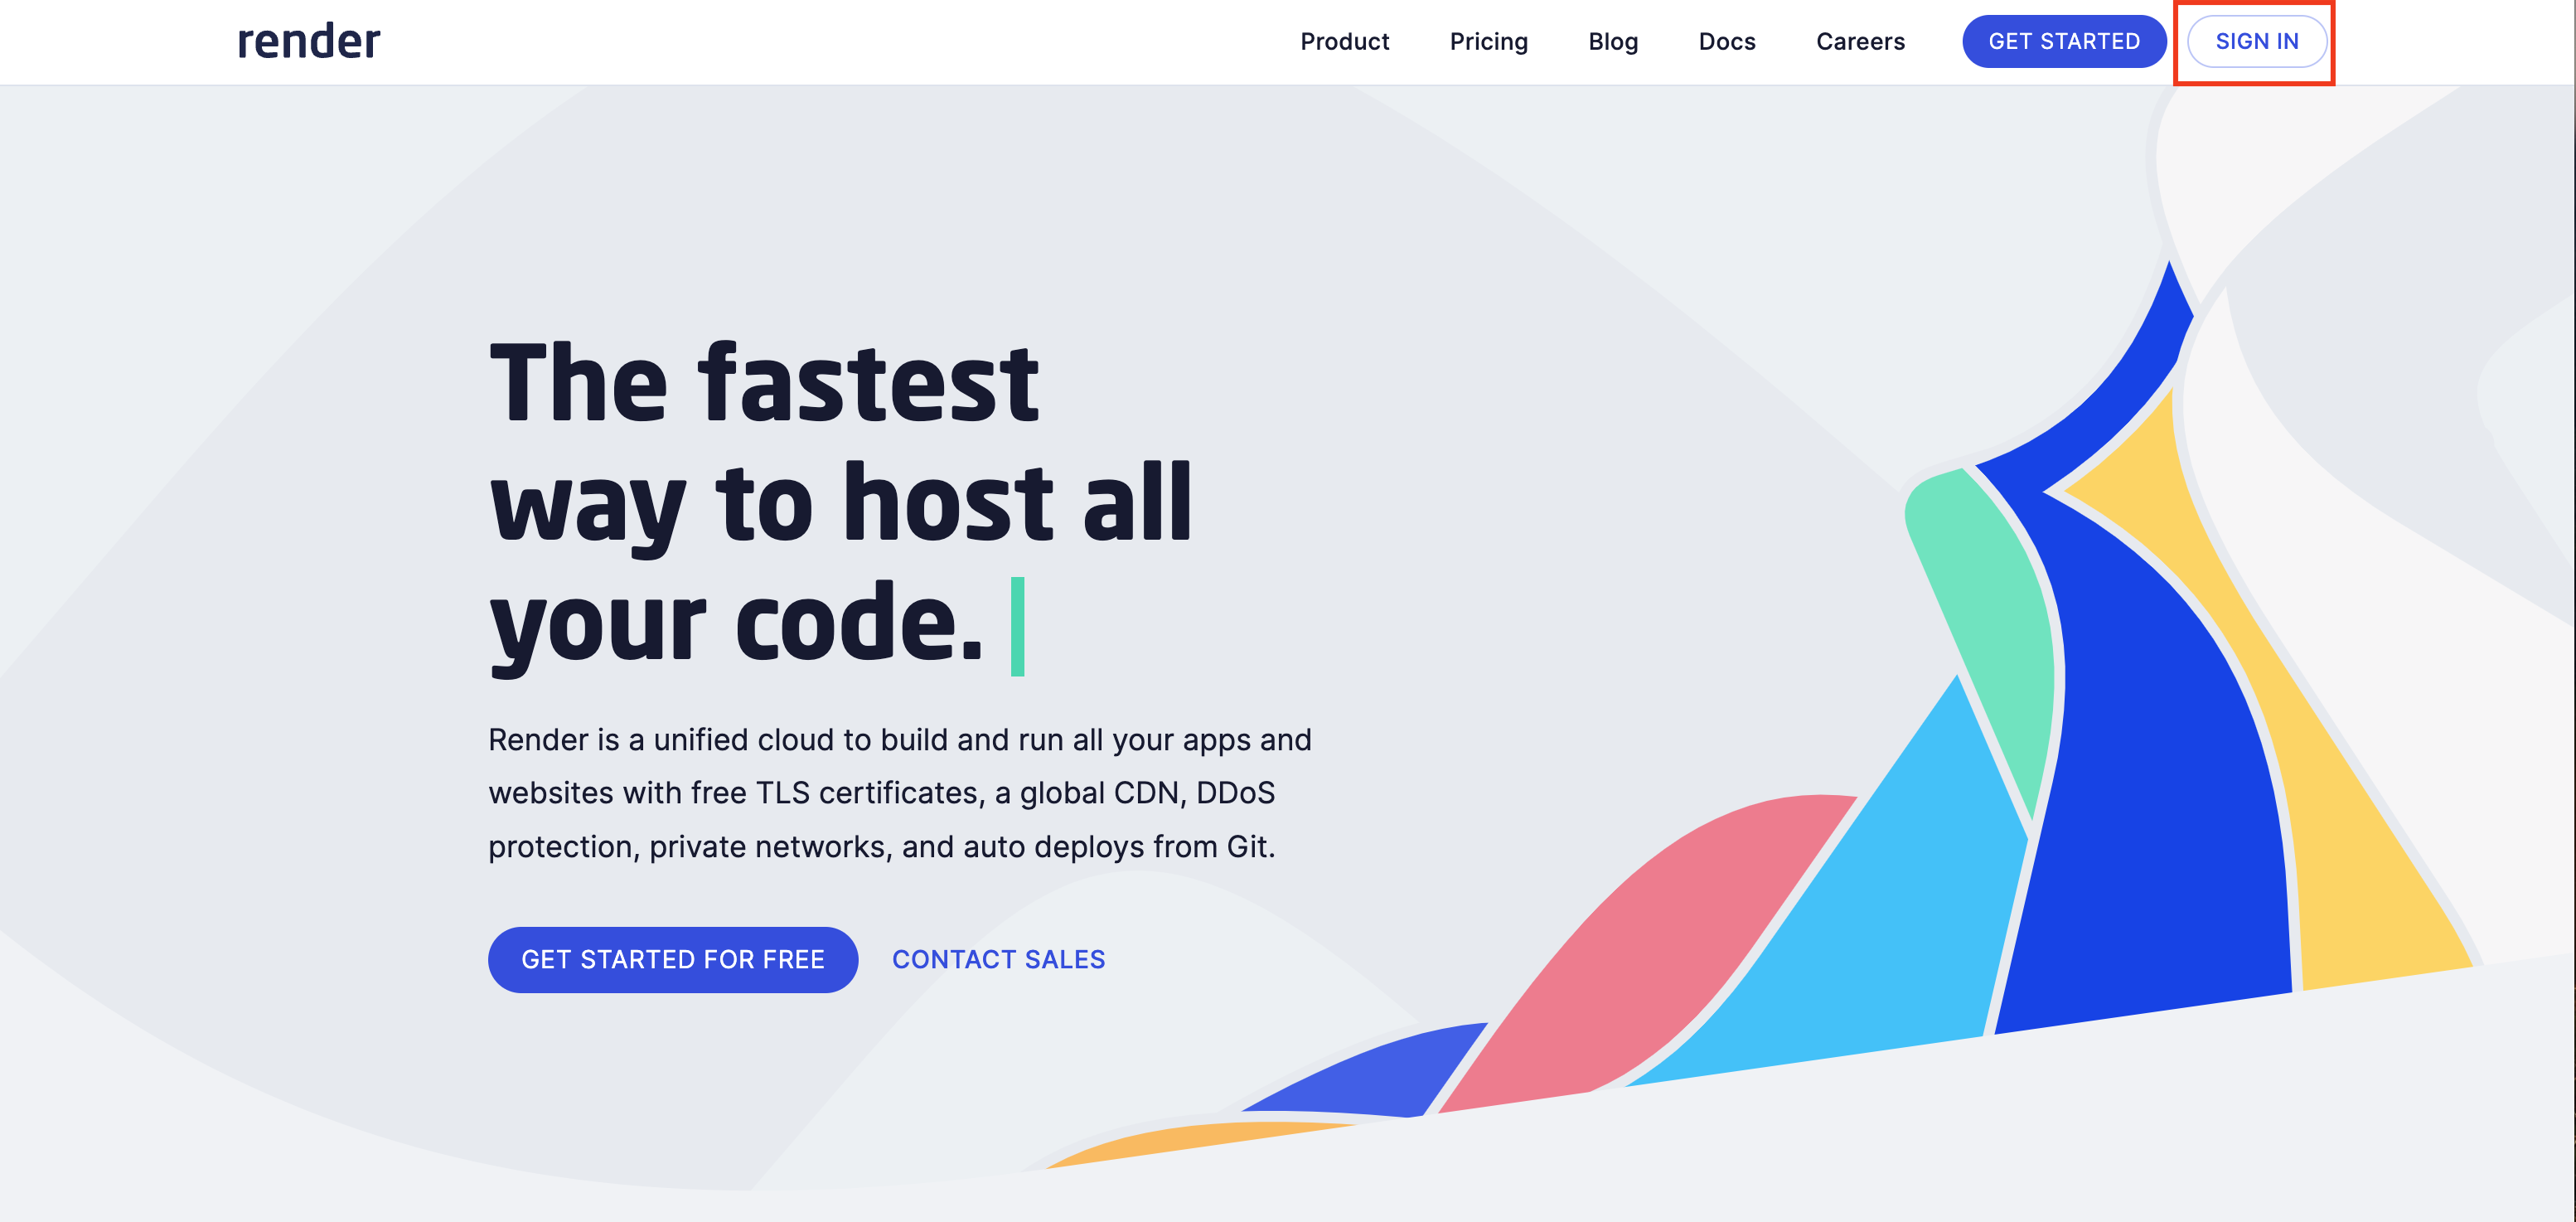 render
Product Pricing Blog Docs Careers GET STARTED SIGN IN
The fastest
way to host all
your code.
Render is a unified cloud to build and run all your apps and
websites with free TLS certificates, a global CDN, DDoS
protection, private networks, and auto deploys from Git.
GET STARTED FOR FREE CONTACT SALES